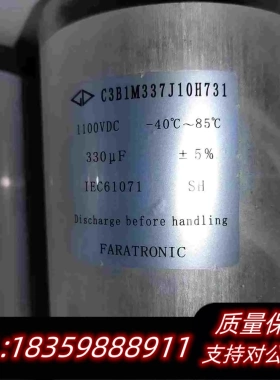 C3B1M337J10H731
1100VDC -40℃~85℃
330μF ±5%
IEC61071 SH
Discharge before handling
FARATRONIC
质量保
:18359888911
支持对公